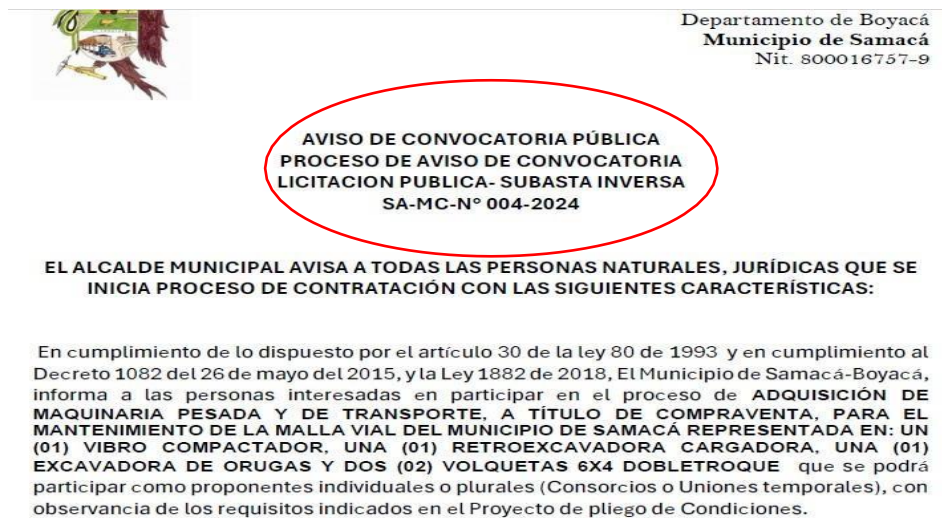 Departamento de Boyacá
Municipio de Samacá
Nit. 800016757-9
AVISO DE CONVOCATORIA PÚBLICA
PROCESO DE AVISO DE CONVOCATORIA
LICITACION PUBLICA- SUBASTA INVERSA
SA-MC-N° 004-2024
EL ALCALDE MUNICIPAL AVISA A TODAS LAS PERSONAS NATURALES, JURÍDICAS QUE SE
INICIA PROCESO DE CONTRATACIÓN CON LAS SIGUIENTES CARACTERÍSTICAS:
En cumplimiento de lo dispuesto por el artículo 30 de la ley 80 de 1993 y en cumplimiento al
Decreto 1082 del 26 de mayo del 2015, y la Ley 1882 de 2018, El Municipio de Samacá-Boyacá,
informa a las personas interesadas en participar en el proceso de ADQUISICIÓN DE
MAQUINARIA PESADA Y DE TRANSPORTE, A TÍTULO DE COMPRAVENTA, PARA EL
MANTENIMIENTO DE LA MALLA VIAL DEL MUNICIPIO DE SAMACÁ REPRESENTADA EN: UN
(01) VIBRO COMPACTADOR, UNA (01) RETROEXCAVADORA CARGADORA, UNA (01)
EXCAVADORA DE ORUGAS Y DOS (02) VOLQUETAS 6X4 DOBLETROQUE que se podrá
participar como proponentes individuales o plurales (Consorcios o Uniones temporales), con
observancia de los requisitos indicados en el Proyecto de pliego de Condiciones.